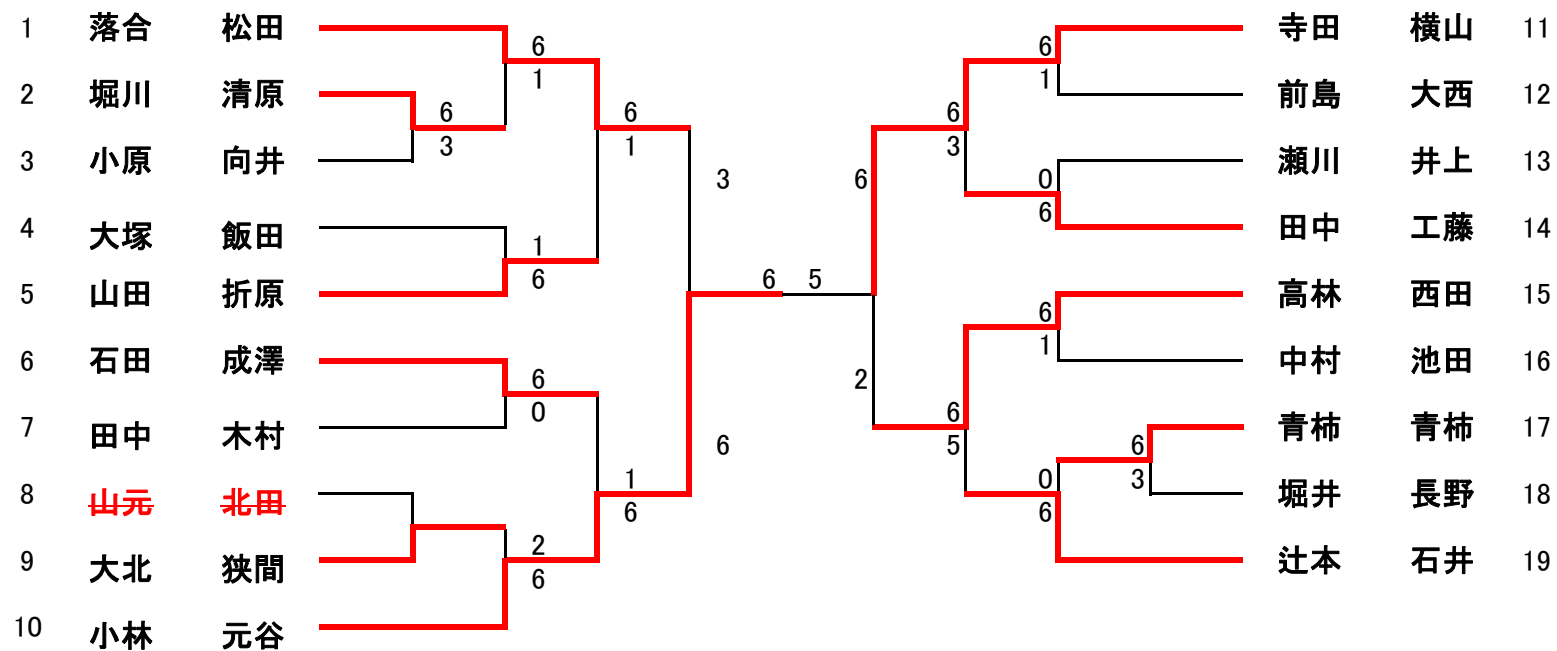 1 落合 松田
6
1
2 堀川 清原
6
3
3 小原 向井
6
1
4 大塚 飯田
1
6
5 山田 折原
3
6 5
6 石田 成澤
6
0
7 田中 木村
6
8 山元 北田
1
6
9 大北 狭間
2
6
10 小林 元谷
寺田 横山 11
6
1
前島 大西 12
6
3
瀬川 井上 13
6
0
6
田中 工藤 14
高林 西田 15
6
1
中村 池田 16
2
6
5
青柿 青柿 17
6
3
堀井 長野 18
0
6
辻本 石井 19